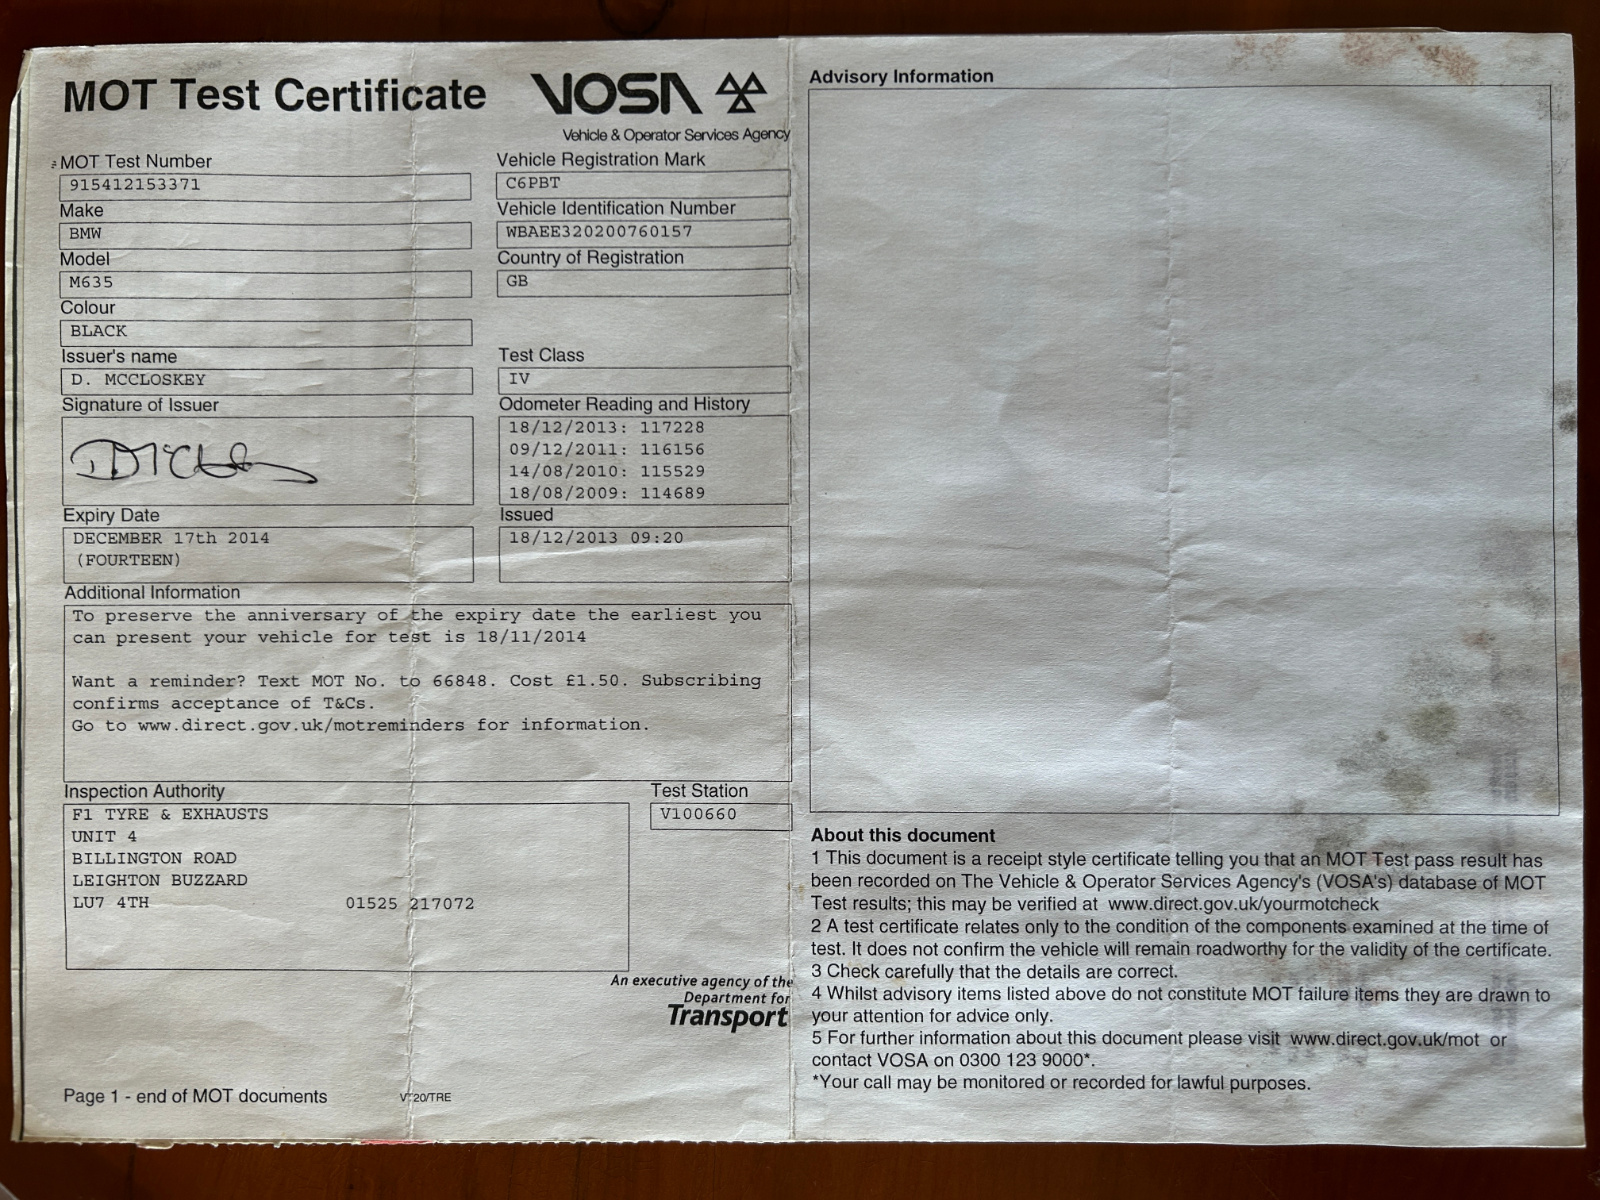 MOT Test Certificate
VOSA
Vehicle & Operator Services Agency
MOT Test Number
915412153371
Vehicle Registration Mark
C6PBT
Make
BMW
Vehicle Identification Number
WBAEE320200760157
Model
M635
Country of Registration
GB
Colour
BLACK
Issuer's name
D. MCCLOSKEY
Test Class
IV
Signature of Issuer
Odometer Reading and History
18/12/2013: 117228
09/12/2011: 116156
14/08/2010: 115529
18/08/2009: 114689
Expiry Date
DECEMBER 17th 2014
(FOURTEEN)
Issued
18/12/2013 09:20
Additional Information
To preserve the anniversary of the expiry date the earliest you
can present your vehicle for test is 18/11/2014
Want a reminder? Text MOT No. to 66848. Cost £1.50. Subscribing
confirms acceptance of T&Cs.
Go to www.direct.gov.uk/motreminders for information.
Inspection Authority
F1 TYRE & EXHAUSTS
UNIT 4
BILLINGTON ROAD
LEIGHTON BUZZARD
LU7 4TH 01525 217072
Test Station
V100660
An executive agency of the
Department for
Transport
Page 1 - end of MOT documents
VT20/TRE
Advisory Information
About this document
1 This document is a receipt style certificate telling you that an MOT Test pass result has
been recorded on The Vehicle & Operator Services Agency's (VOSA's) database of MOT
Test results; this may be verified at www.direct.gov.uk/yourmotcheck
2 A test certificate relates only to the condition of the components examined at the time of
test. It does not confirm the vehicle will remain roadworthy for the validity of the certificate.
3 Check carefully that the details are correct.
4 Whilst advisory items listed above do not constitute MOT failure items they are drawn to
your attention for advice only.
5 For further information about this document please visit www.direct.gov.uk/mot or
contact VOSA on 0300 123 9000*.
*Your call may be monitored or recorded for lawful purposes.